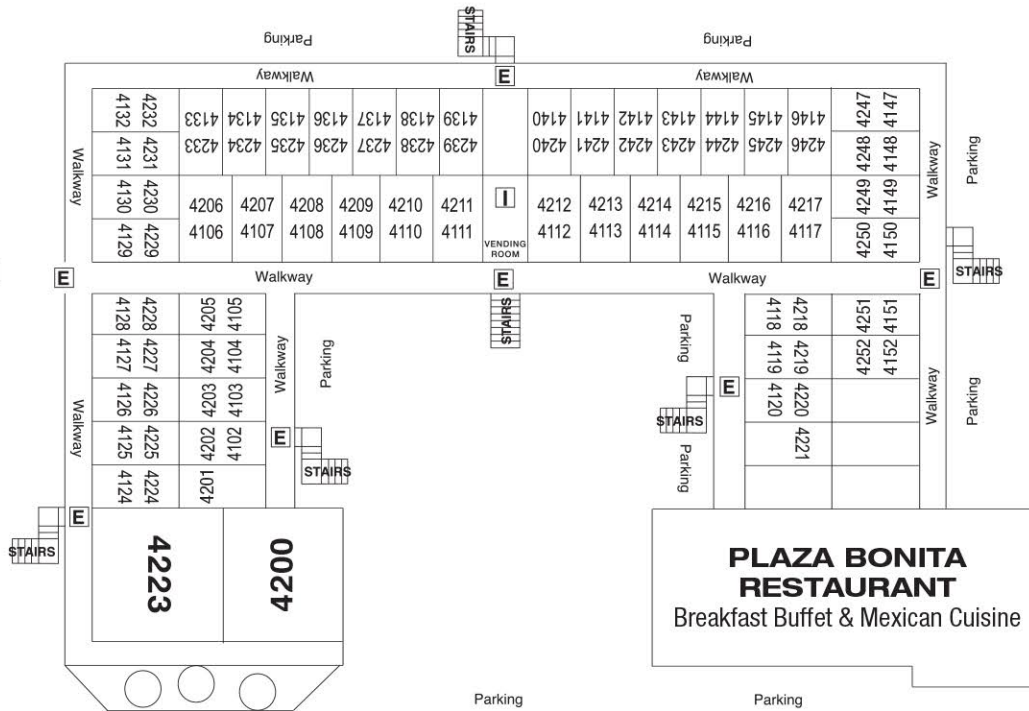 STAIRS
Parking
Parking
Walkway
E
Walkway
4132 4232
4133 4134 4135 4136 4137 4138 4139
4140 4141 4142 4143 4144 4145 4146
4247 4147
4131 4231
4233 4234 4235 4236 4237 4238 4239
4240 4241 4242 4243 4244 4245 4246
4248 4148
Walkway
Walkway
Parking
4130 4230
4206 4207 4208 4209 4210 4211
I
4212 4213 4214 4215 4216 4217
4249 4149
4129 4229
4106 4107 4108 4109 4110 4111
VENDING
ROOM
4112 4113 4114 4115 4116 4117
4250 4150
E
Walkway
E
Walkway
E
STAIRS
4128 4228
4205 4105
STAIRS
4118 4218
4251 4151
4127 4227
4204 4104
Walkway
Parking
Parking
4119 4219
4252 4152
4126 4226
4203 4103
E
4120 4220
Walkway
Parking
Walkway
4125 4225
4202 4102
E
STAIRS
STAIRS
Parking
4221
4124 4224
4201
E
STAIRS
4223
4200
PLAZA BONITA
RESTAURANT
Breakfast Buffet & Mexican Cuisine
Parking
Parking